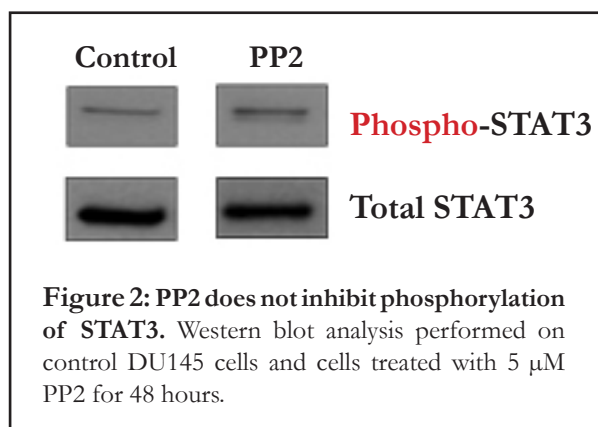 Control PP2
Phospho-STAT3
Total STAT3
Figure 2: PP2 does not inhibit phosphorylation
of STAT3. Western blot analysis performed on
control DU145 cells and cells treated with 5 μM
PP2 for 48 hours.